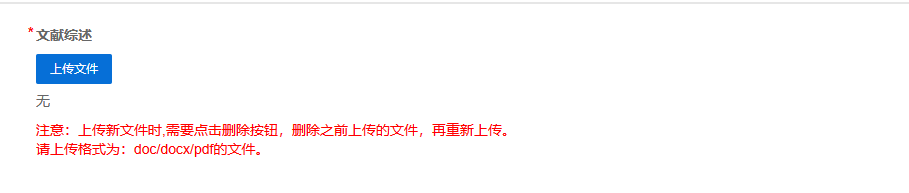 *文献综述
上传文件
无
注意：上传新文件时,需要点击删除按钮，删除之前上传的文件，再重新上传。
请上传格式为：doc/docx/pdf的文件。